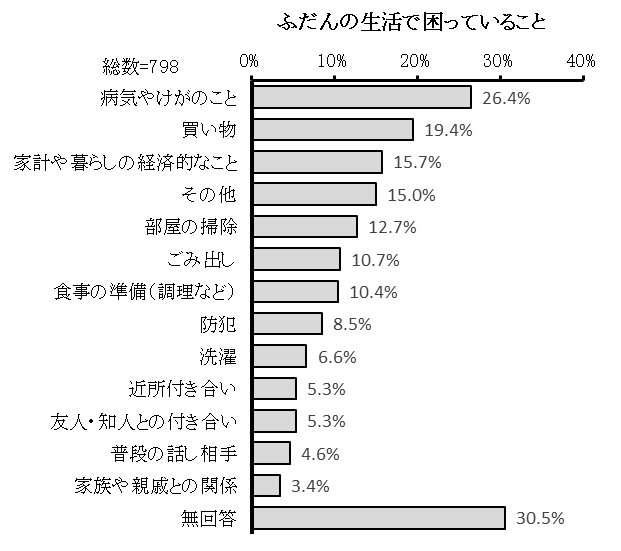 ふだんの生活で困っていること
総数=798
0% 10% 20% 30% 40%
病気やけがのこと 26.4%
買い物 19.4%
家計や暮らしの経済的なこと 15.7%
その他 15.0%
部屋の掃除 12.7%
ごみ出し 10.7%
食事の準備（調理など） 10.4%
防犯 8.5%
洗濯 6.6%
近所付き合い 5.3%
友人・知人との付き合い 5.3%
普段の話し相手 4.6%
家族や親戚との関係 3.4%
無回答 30.5%